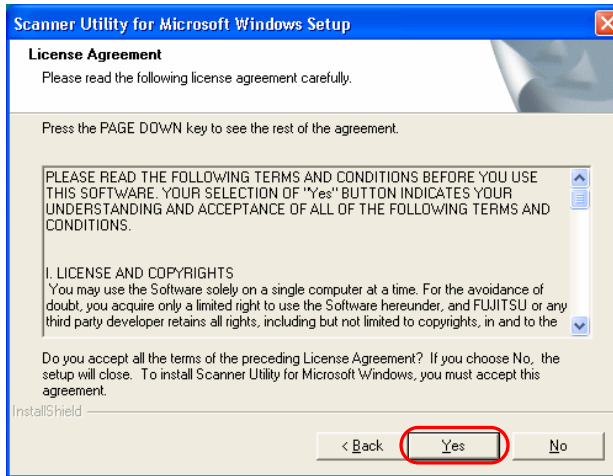 Scanner Utility for Microsoft Windows Setup
License Agreement
Please read the following license agreement carefully.
Press the PAGE DOWN key to see the rest of the agreement.
PLEASE READ THE FOLLOWING TERMS AND CONDITIONS BEFORE YOU USE
THIS SOFTWARE. YOUR SELECTION OF "Yes" BUTTON INDICATES YOUR
UNDERSTANDING AND ACCEPTANCE OF ALL OF THE FOLLOWING TERMS AND
CONDITIONS.
I. LICENSE AND COPYRIGHTS
You may use the Software solely on a single computer at a time. For the avoidance of
doubt, you acquire only a limited right to use the Software hereunder, and FUJITSU or any
third party developer retains all rights, including but not limited to copyrights, in and to the
Do you accept all the terms of the preceding License Agreement? If you choose No, the
setup will close. To install Scanner Utility for Microsoft Windows, you must accept this
agreement.
InstallShield
< Back Yes No